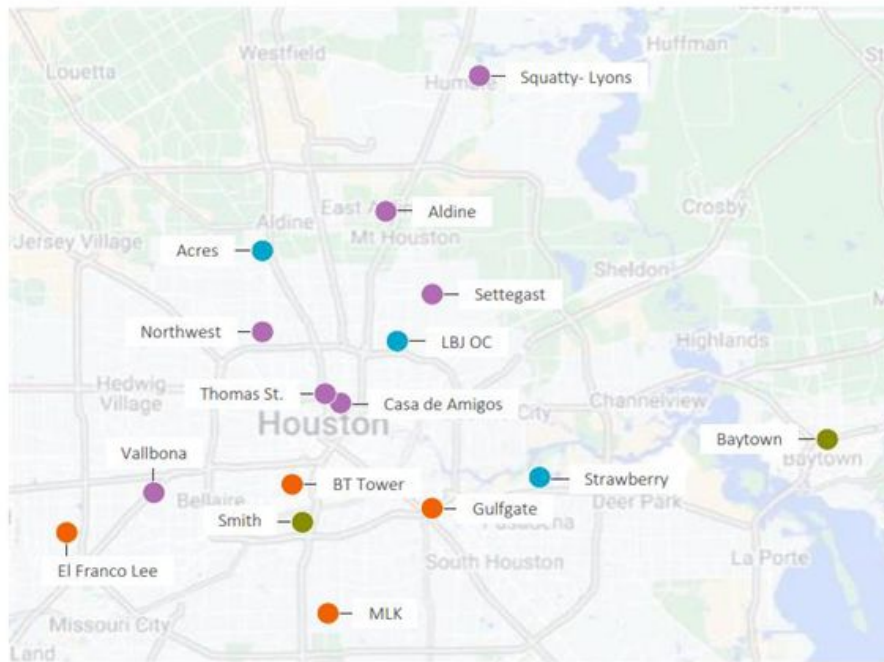 Westfield
Huffman
Louetta
Humble
Squatty- Lyons
Aldine
East
Aldine
Mt Houston
Crosby
Jersey Village
Acres
Sheldon
Settegast
Northwest
LBJ OC
Highlands
Hedwig
Village
Thomas St.
Casa de Amigos
City
Channelview
Houston
Baytown
Baytown
Vallbona
BT Tower
Strawberry
Bellaire
Deer Park
Smith
Gulfgate
Pasadena
La Porte
El Franco Lee
South Houston
MLK
Missouri City
Land